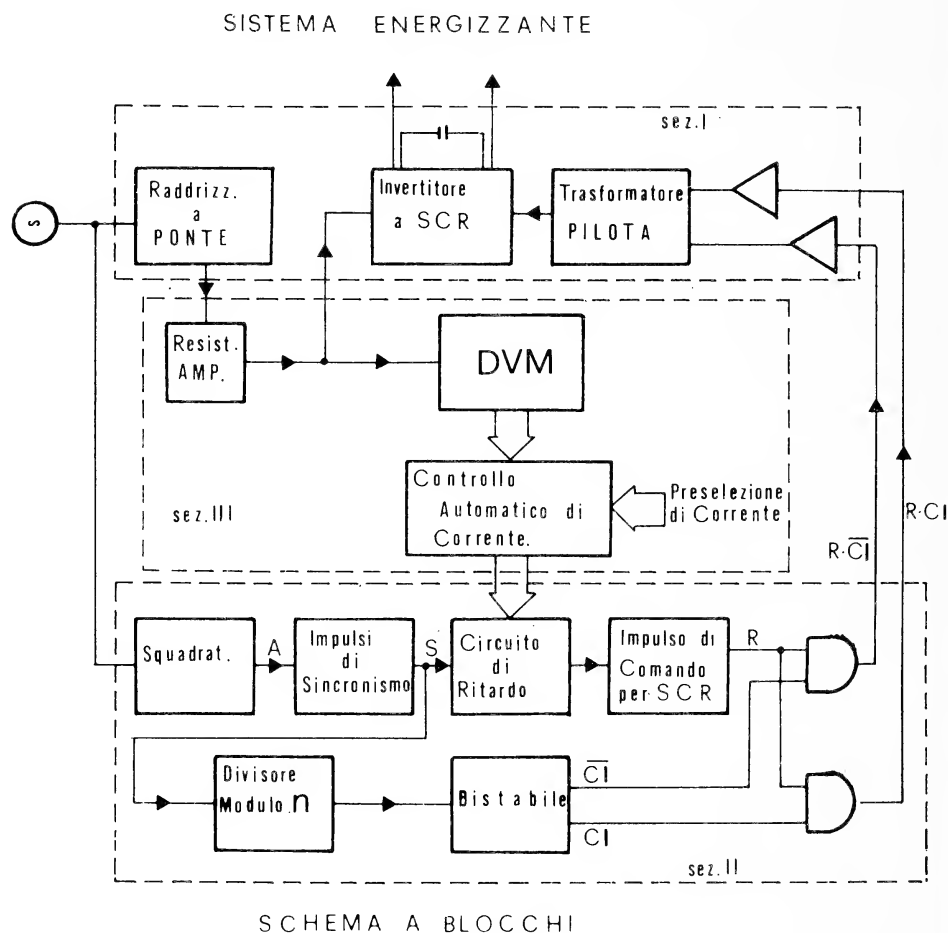 SISTEMA ENERGIZZANTE
sez.I
Raddrizz.
a
PONTE
Invertitore
a SCR
Trasformatore
PILOTA
s
Resist.
AMP.
DVM
Controllo
Automatico di
Corrente.
Preselezione
di Corrente
sez.III
R·CI
R·C̅I̅
Squadrat.
A
Impulsi
di
Sincronismo
S
Circuito
di
Ritardo
Impulso di
Comando
per SCR
R
Divisore
Modulo.n
Bistabile
C̅I̅
CI
sez.II
SCHEMA A BLOCCHI